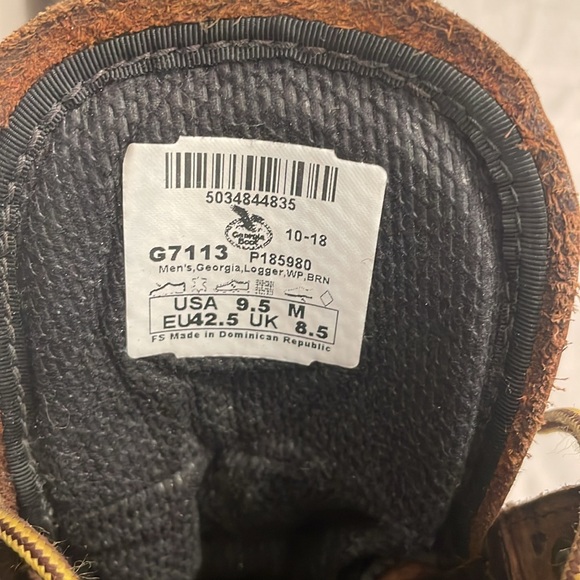 5034844835
Georgia Boot
10-18
G7113 P185980
Men's,Georgia,Logger,WP,BRN
USA 9.5 M
EU42.5 UK 8.5
FS Made in Dominican Republic